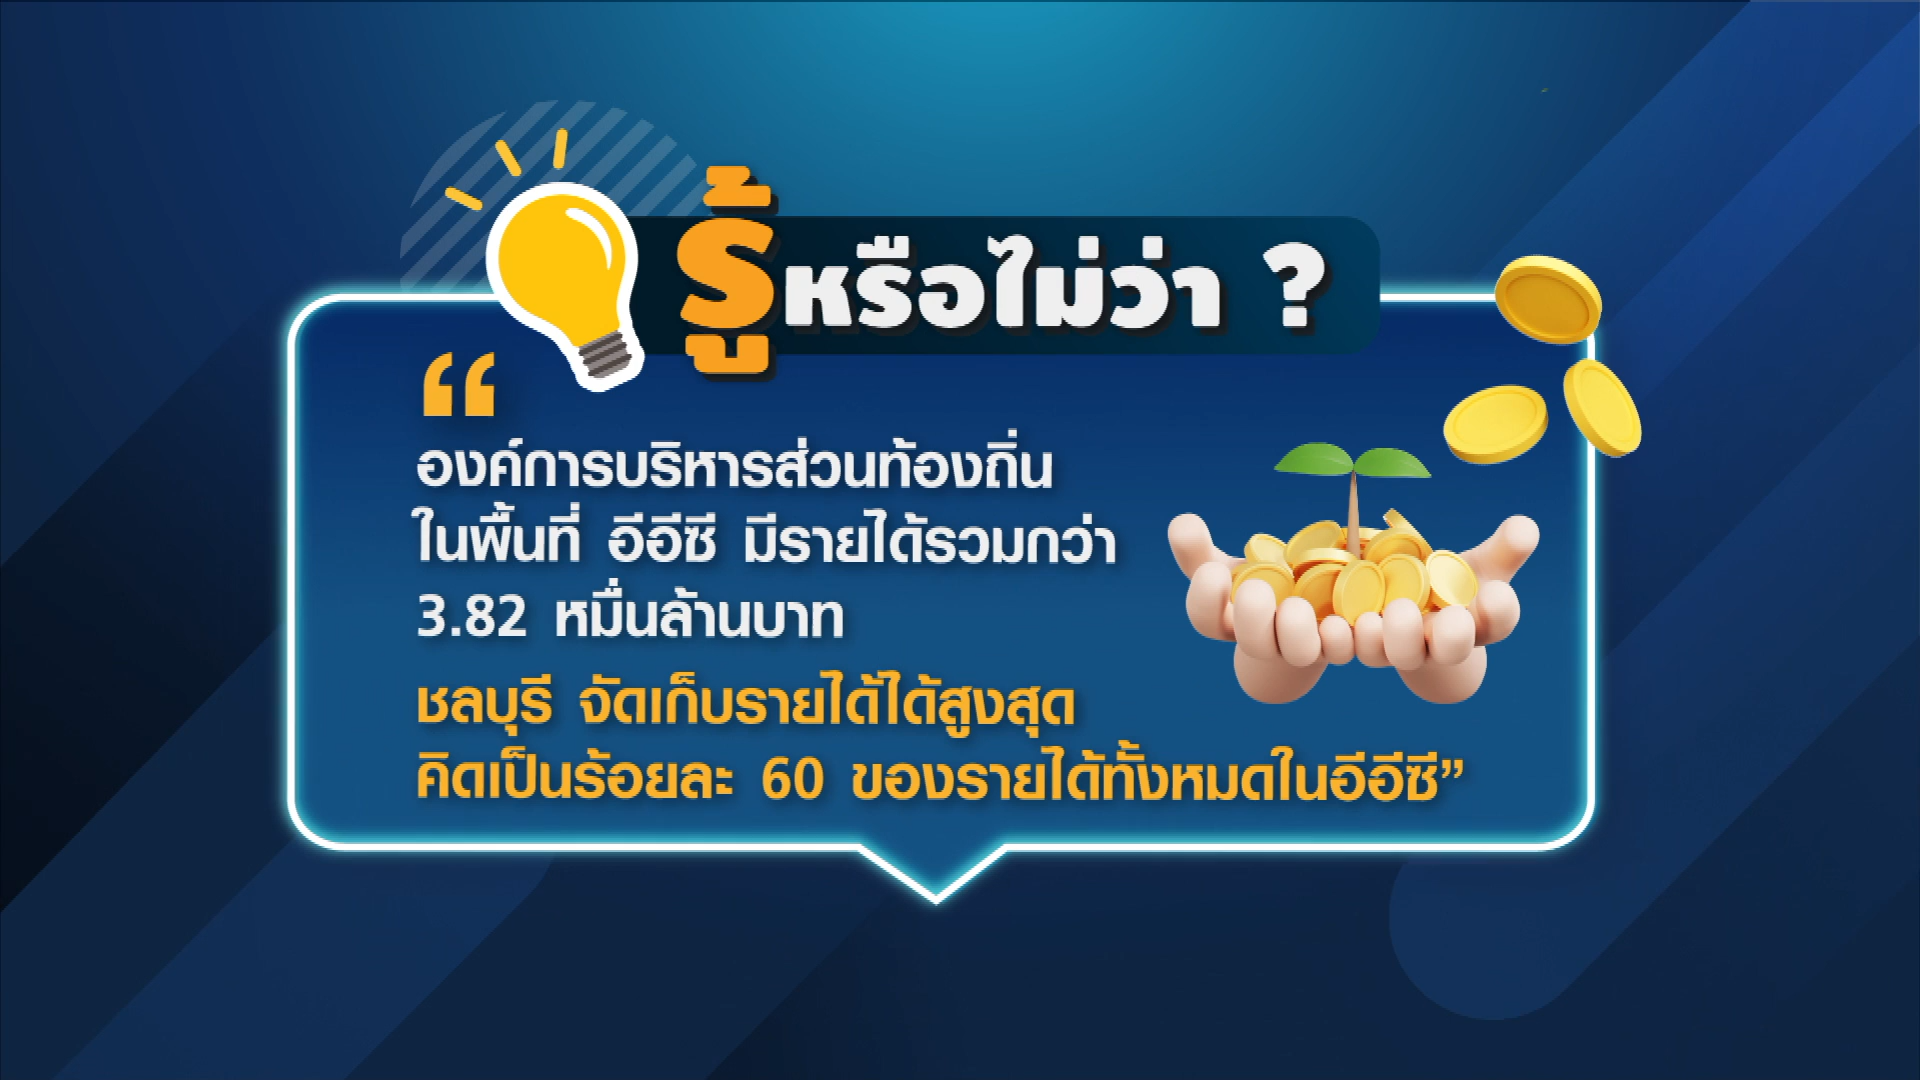 รู้หรือไม่ว่า ?
“
องค์การบริหารส่วนท้องถิ่น
ในพื้นที่ อีอีซี มีรายได้รวมกว่า
3.82 หมื่นล้านบาท
ชลบุรี จัดเก็บรายได้ได้สูงสุด
คิดเป็นร้อยละ 60 ของรายได้ทั้งหมดในอีอีซี”